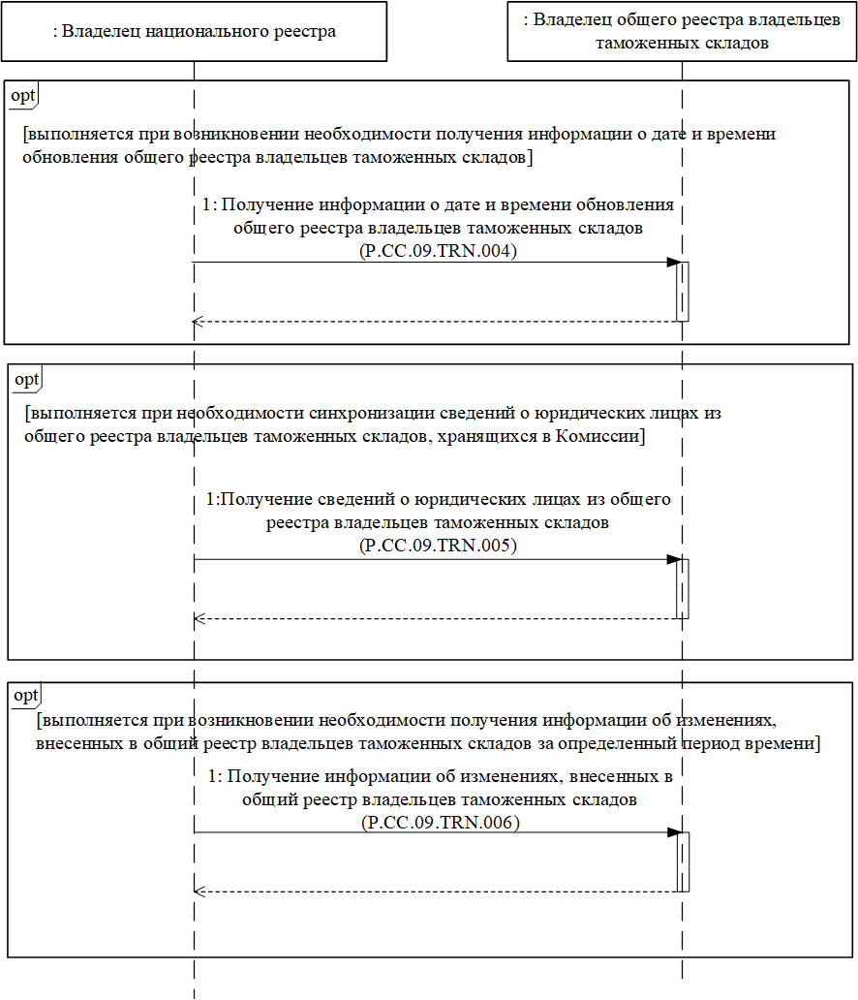 : Владелец национального реестра
: Владелец общего реестра владельцев
таможенных складов
opt
[выполняется при возникновении необходимости получения информации о дате и времени
обновления общего реестра владельцев таможенных складов]
1: Получение информации о дате и времени обновления
общего реестра владельцев таможенных складов
(P.CC.09.TRN.004)
opt
[выполняется при необходимости синхронизации сведений о юридических лицах из
общего реестра владельцев таможенных складов, хранящихся в Комиссии]
1:Получение сведений о юридических лицах из общего
реестра владельцев таможенных складов
(P.CC.09.TRN.005)
opt
[выполняется при возникновении необходимости получения информации об изменениях,
внесенных в общий реестр владельцев таможенных складов за определенный период времени]
1: Получение информации об изменениях, внесенных в
общий реестр владельцев таможенных складов
(P.CC.09.TRN.006)